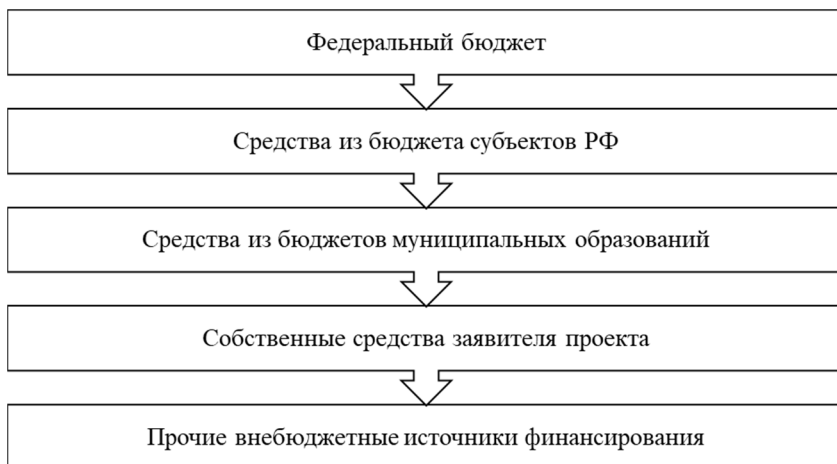 Федеральный бюджет
Средства из бюджета субъектов РФ
Средства из бюджетов муниципальных образований
Собственные средства заявителя проекта
Прочие внебюджетные источники финансирования